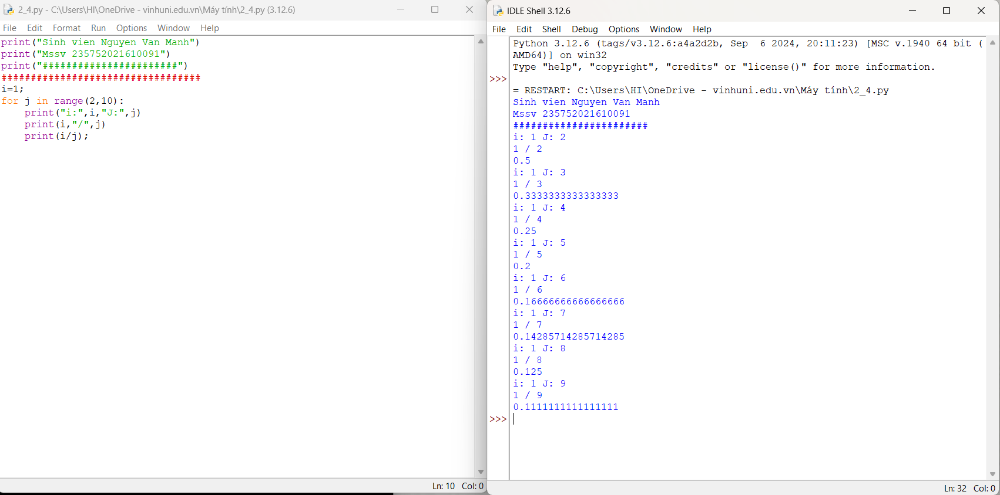 2_4.py - C:\Users\HI\OneDrive - vinhuni.edu.vn\Máy tính\2_4.py (3.12.6)
File Edit Format Run Options Window Help
print("Sinh vien Nguyen Van Manh")
print("Mssv 235752021610091")
print("#######################")
##################################
i=1;
for j in range(2,10):
    print("i:",i,"J:",j)
    print(i,"/",j)
    print(i/j);
Ln: 10 Col: 0
IDLE Shell 3.12.6
File Edit Shell Debug Options Window Help
Python 3.12.6 (tags/v3.12.6:a4a2d2b, Sep  6 2024, 20:11:23) [MSC v.1940 64 bit (
AMD64)] on win32
Type "help", "copyright", "credits" or "license()" for more information.
>>>
= RESTART: C:\Users\HI\OneDrive - vinhuni.edu.vn\Máy tính\2_4.py
Sinh vien Nguyen Van Manh
Mssv 235752021610091
#######################
i: 1 J: 2
1 / 2
0.5
i: 1 J: 3
1 / 3
0.3333333333333333
i: 1 J: 4
1 / 4
0.25
i: 1 J: 5
1 / 5
0.2
i: 1 J: 6
1 / 6
0.16666666666666666
i: 1 J: 7
1 / 7
0.14285714285714285
i: 1 J: 8
1 / 8
0.125
i: 1 J: 9
1 / 9
0.1111111111111111
>>>
Ln: 32 Col: 0